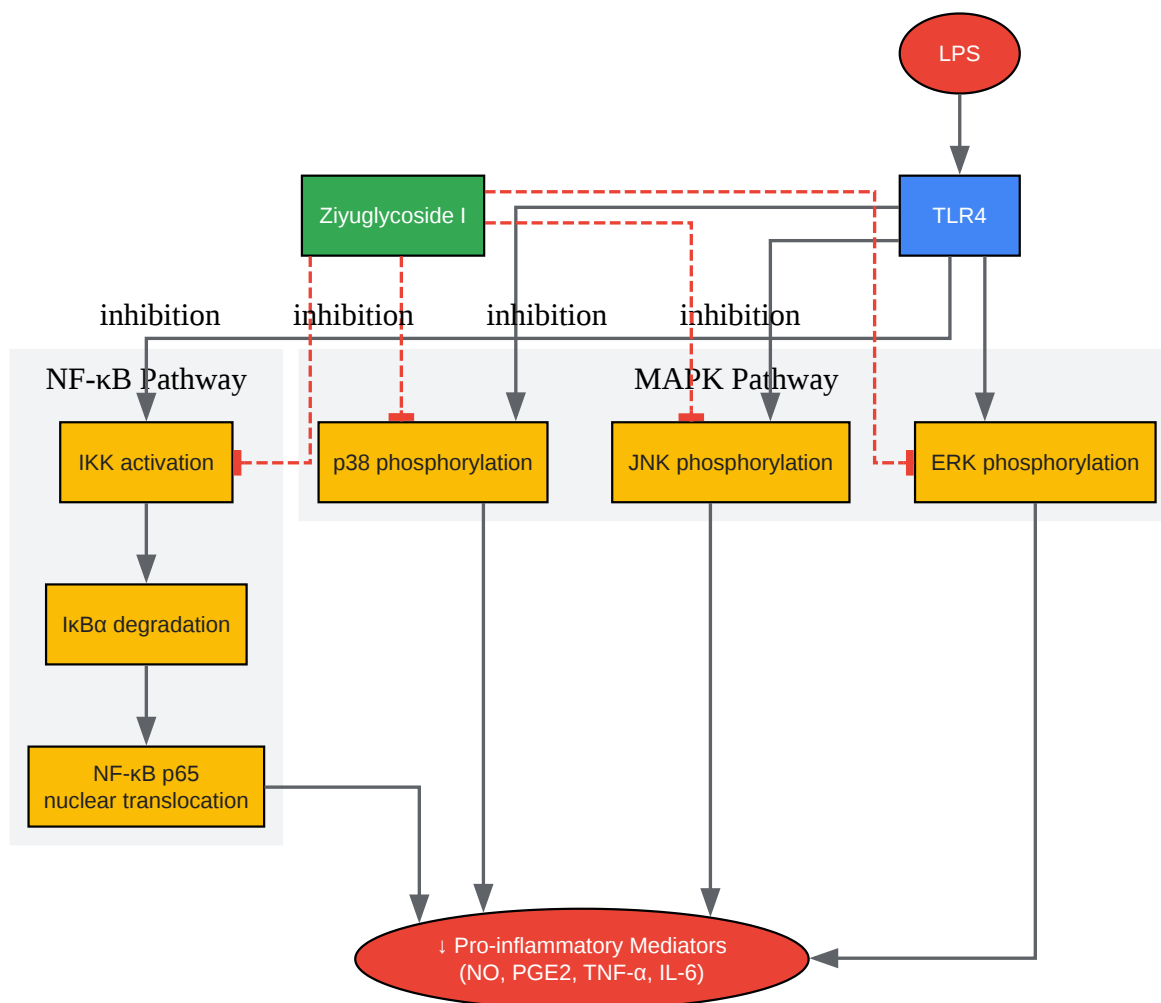 LPS
Ziyuglycoside I
TLR4
inhibition
inhibition
inhibition
inhibition
NF-κB Pathway
MAPK Pathway
IKK activation
p38 phosphorylation
JNK phosphorylation
ERK phosphorylation
IκBα degradation
NF-κB p65
nuclear translocation
↓ Pro-inflammatory Mediators
(NO, PGE2, TNF-α, IL-6)